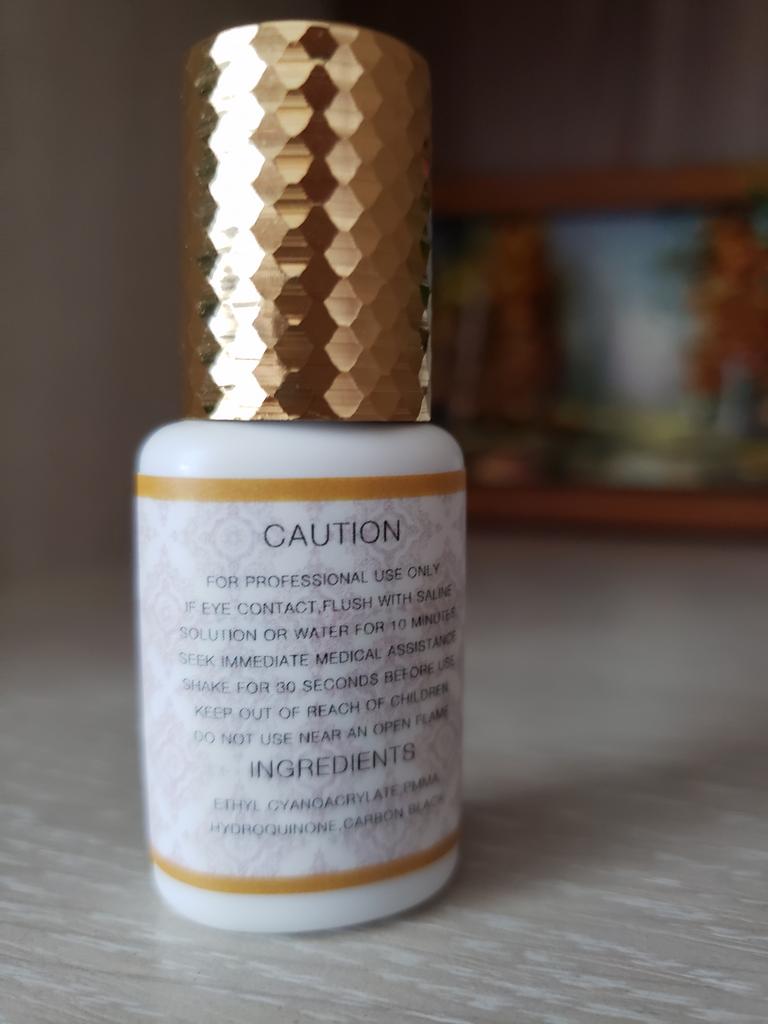 CAUTION
FOR PROFESSIONAL USE ONLY
IF EYE CONTACT,FLUSH WITH SALINE
SOLUTION OR WATER FOR 10 MINUTES
SEEK IMMEDIATE MEDICAL ASSISTANCE
SHAKE FOR 30 SECONDS BEFORE USE
KEEP OUT OF REACH OF CHILDREN
DO NOT USE NEAR AN OPEN FLAME
INGREDIENTS
ETHYL CYANOACRYLATE,PMMA,
HYDROQUINONE,CARBON BLACK